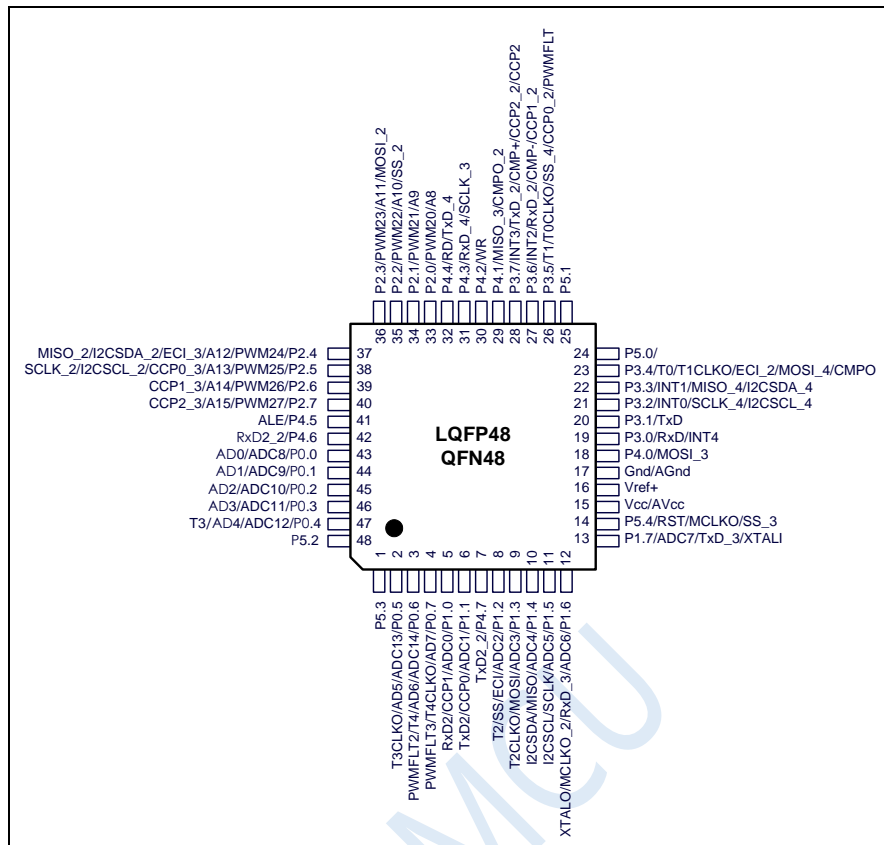 P2.3/PWM23/A11/MOSI_2
P2.2/PWM22/A10/SS_2
P2.1/PWM21/A9
P2.0/PWM20/A8
P4.4/RD/TxD_4
P4.3/RxD_4/SCLK_3
P4.2/WR
P4.1/MISO_3/CMPO_2
P3.7/INT3/TxD_2/CMP+/CCP2_2/CCP2
P3.6/INT2/RxD_2/CMP-/CCP1_2
P3.5/T1/T0CLKO/SS_4/CCP0_2/PWMFLT
P5.1
36 35 34 33 32 31 30 29 28 27 26 25
MISO_2/I2CSDA_2/ECI_3/A12/PWM24/P2.4 37
SCLK_2/I2CSCL_2/CCP0_3/A13/PWM25/P2.5 38
CCP1_3/A14/PWM26/P2.6 39
CCP2_3/A15/PWM27/P2.7 40
ALE/P4.5 41
RxD2_2/P4.6 42
AD0/ADC8/P0.0 43
AD1/ADC9/P0.1 44
AD2/ADC10/P0.2 45
AD3/ADC11/P0.3 46
T3/AD4/ADC12/P0.4 47
P5.2 48
LQFP48
QFN48
24 P5.0/
23 P3.4/T0/T1CLKO/ECI_2/MOSI_4/CMPO
22 P3.3/INT1/MISO_4/I2CSDA_4
21 P3.2/INT0/SCLK_4/I2CSCL_4
20 P3.1/TxD
19 P3.0/RxD/INT4
18 P4.0/MOSI_3
17 Gnd/AGnd
16 Vref+
15 Vcc/AVcc
14 P5.4/RST/MCLKO/SS_3
13 P1.7/ADC7/TxD_3/XTALI
1 2 3 4 5 6 7 8 9 10 11 12
P5.3
T3CLKO/AD5/ADC13/P0.5
PWMFLT2/T4/AD6/ADC14/P0.6
PWMFLT3/T4CLKO/AD7/P0.7
RxD2/CCP1/ADC0/P1.0
TxD2/CCP0/ADC1/P1.1
TxD2_2/P4.7
T2/SS/ECI/ADC2/P1.2
T2CLKO/MOSI/ADC3/P1.3
I2CSDA/MISO/ADC4/P1.4
I2CSCL/SCLK/ADC5/P1.5
XTALO/MCLKO_2/RxD_3/ADC6/P1.6
MCU